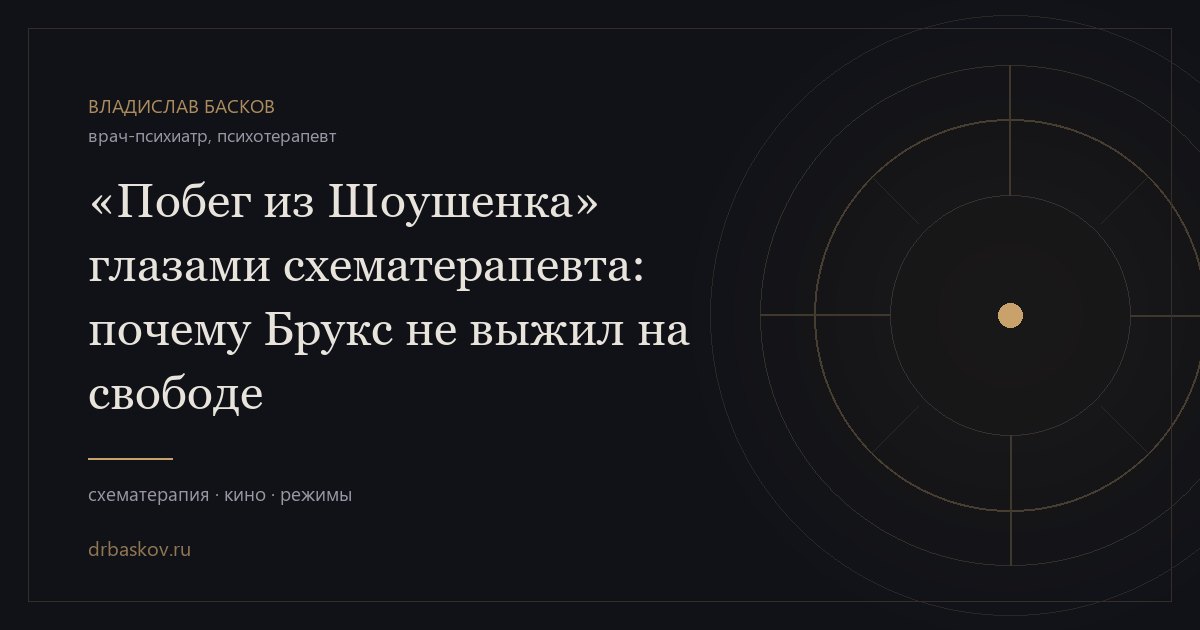 ВЛАДИСЛАВ БАСКОВ
врач-психиатр, психотерапевт
«Побег из Шоушенка»
глазами схематерапевта:
почему Брукс не выжил на
свободе
схематерапия · кино · режимы
drbaskov.ru